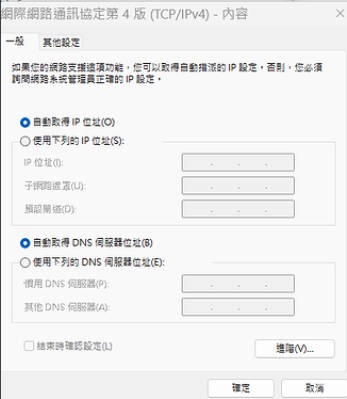 網際網路通訊協定第 4 版 (TCP/IPv4) - 內容
一般
其他設定
如果您的網路支援這項功能，您可以取得自動指派的 IP 設定。否則，您必須
詢問網路系統管理員正確的 IP 設定。
自動取得 IP 位址(O)
使用下列的 IP 位址(S):
IP 位址(I):
子網路遮罩(U):
預設閘道(D):
自動取得 DNS 伺服器位址(B)
使用下列的 DNS 伺服器位址(E):
慣用 DNS 伺服器(P):
其他 DNS 伺服器(A):
結束時確認設定(L)
進階(V)...
確定
取消